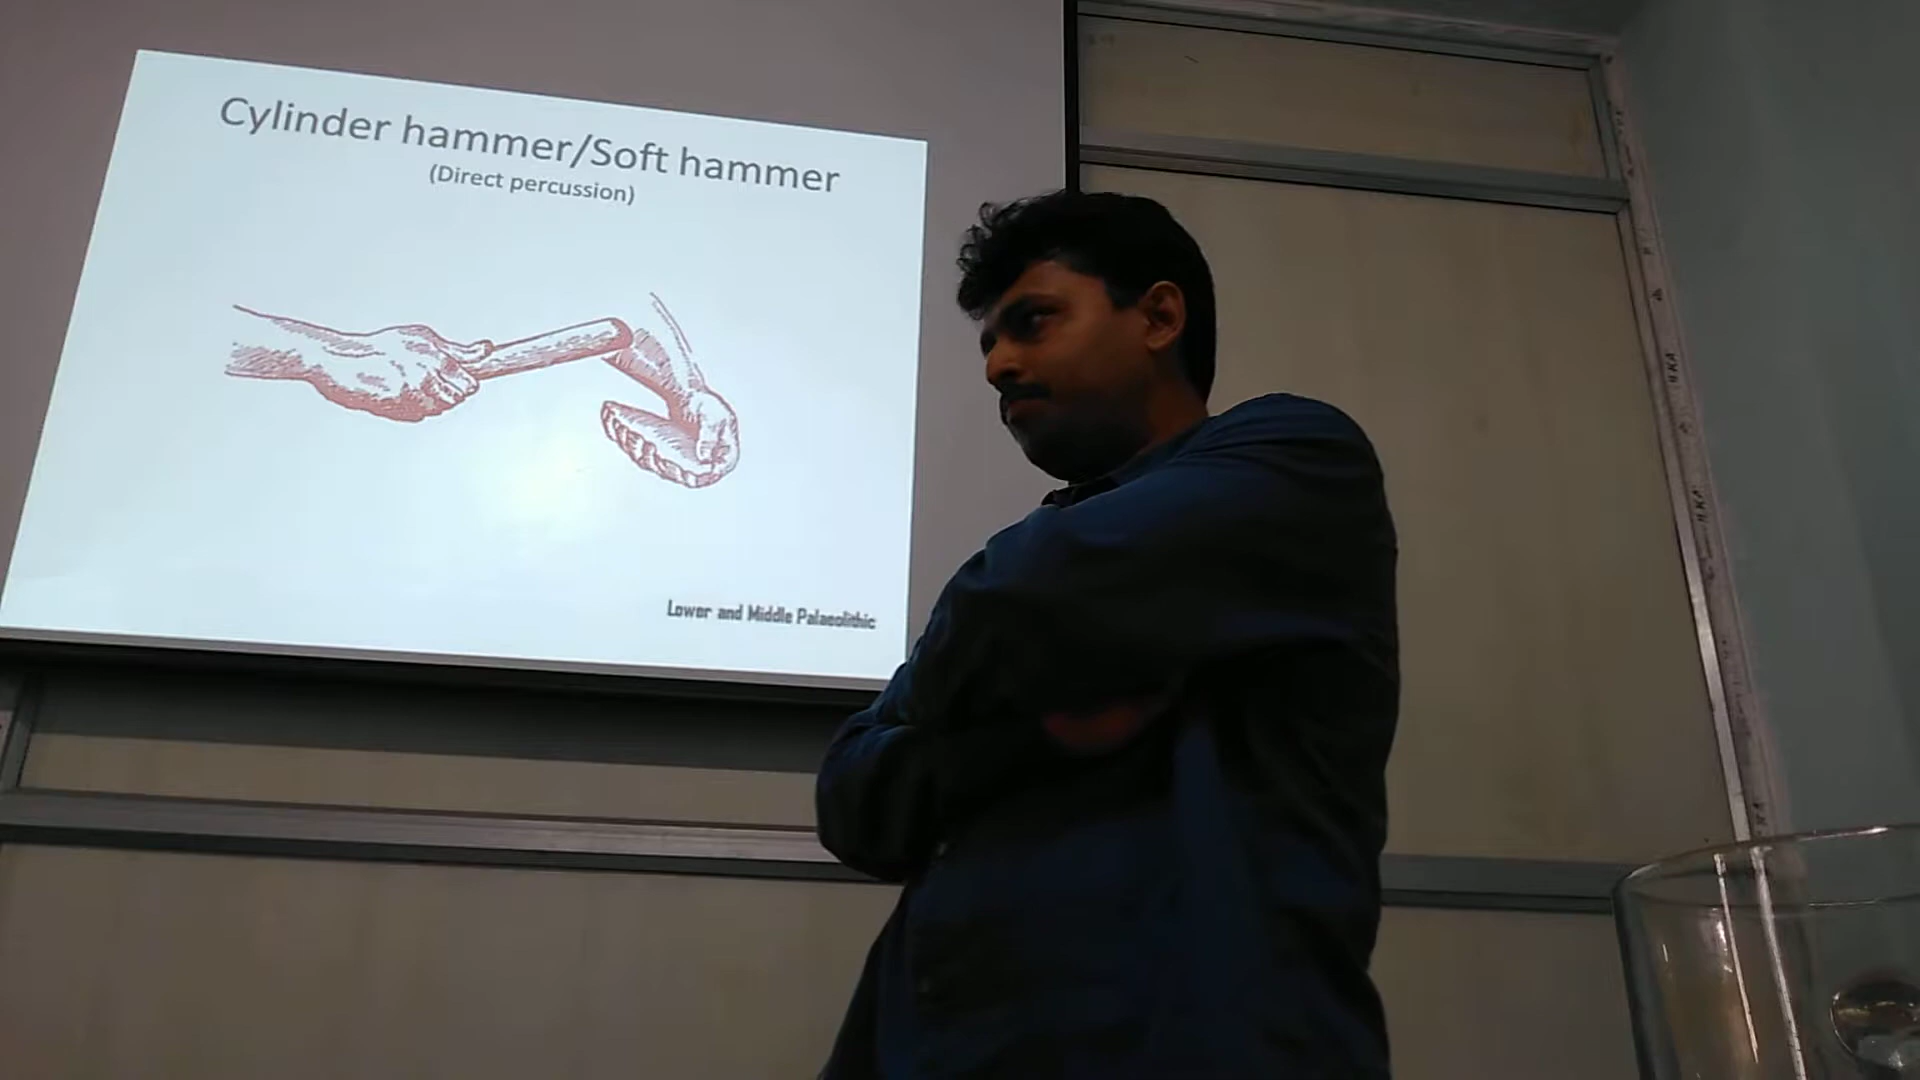 Cylinder hammer/Soft hammer
(Direct percussion)
Lower and Middle Palaeolithic